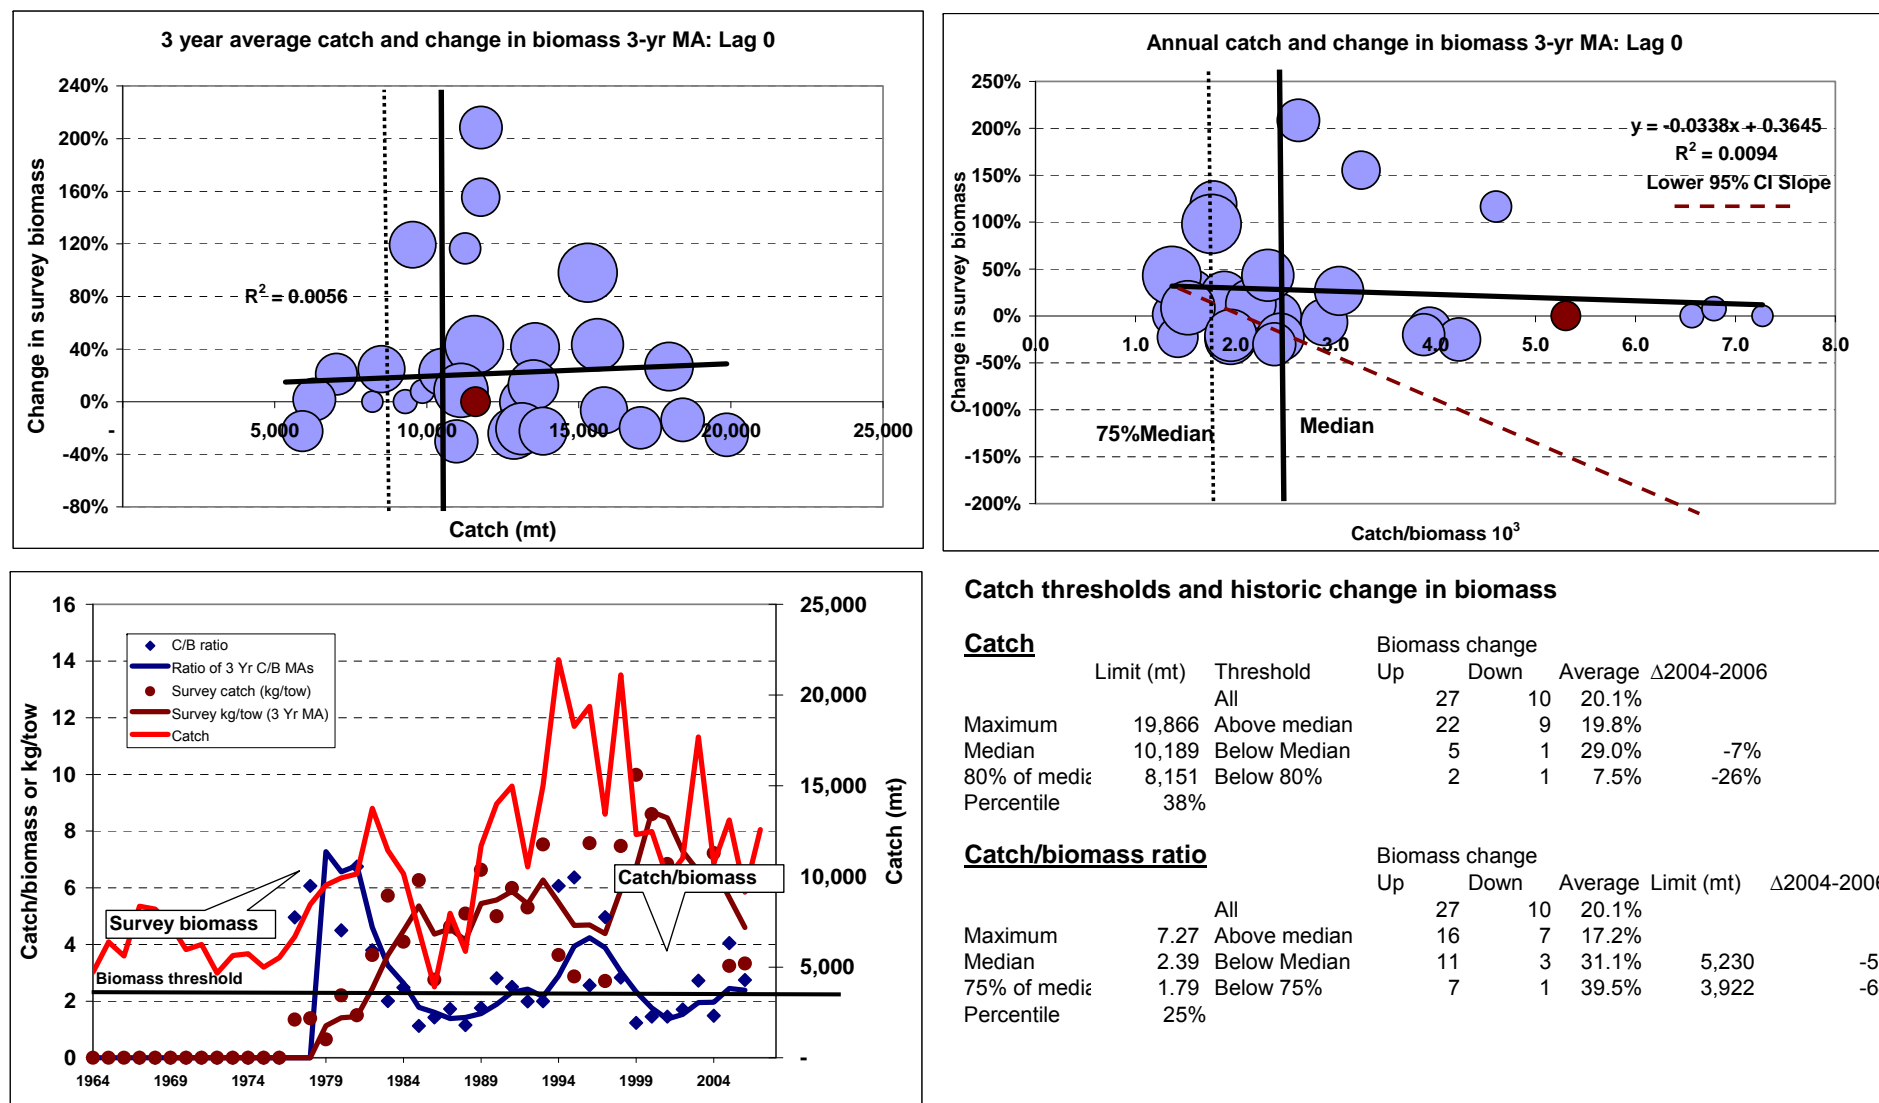 3 year average catch and change in biomass 3-yr MA: Lag 0
240%
200%
160%
120%
80%
40%
0%
-40%
-80%
Change in survey biomass
R2 = 0.0056
- 5,000 10,000 15,000 20,000 25,000
Catch (mt)
Annual catch and change in biomass 3-yr MA: Lag 0
250%
200%
150%
100%
50%
0%
-50%
-100%
-150%
-200%
Change in survey biomass
y = -0.0338x + 0.3645
R2 = 0.0094
Lower 95% CI Slope
0.0 1.0 2.0 3.0 4.0 5.0 6.0 7.0 8.0
75%Median
Median
Catch/biomass 103
16
14
12
10
8
6
4
2
0
Catch/biomass or kg/tow
C/B ratio
Ratio of 3 Yr C/B MAs
Survey catch (kg/tow)
Survey kg/tow (3 Yr MA)
Catch
Survey biomass
Catch/biomass
Biomass threshold
25,000
20,000
15,000
10,000
5,000
-
Catch (mt)
1964 1969 1974 1979 1984 1989 1994 1999 2004
Catch thresholds and historic change in biomass
Catch Biomass change
Limit (mt) Threshold Up Down Average Δ2004-2006
All 27 10 20.1%
Maximum 19,866 Above median 22 9 19.8%
Median 10,189 Below Median 5 1 29.0% -7%
80% of media 8,151 Below 80% 2 1 7.5% -26%
Percentile 38%
Catch/biomass ratio Biomass change
Up Down Average Limit (mt) Δ2004-2006
All 27 10 20.1%
Maximum 7.27 Above median 16 7 17.2%
Median 2.39 Below Median 11 3 31.1% 5,230 -5
75% of media 1.79 Below 75% 7 1 39.5% 3,922 -6
Percentile 25%